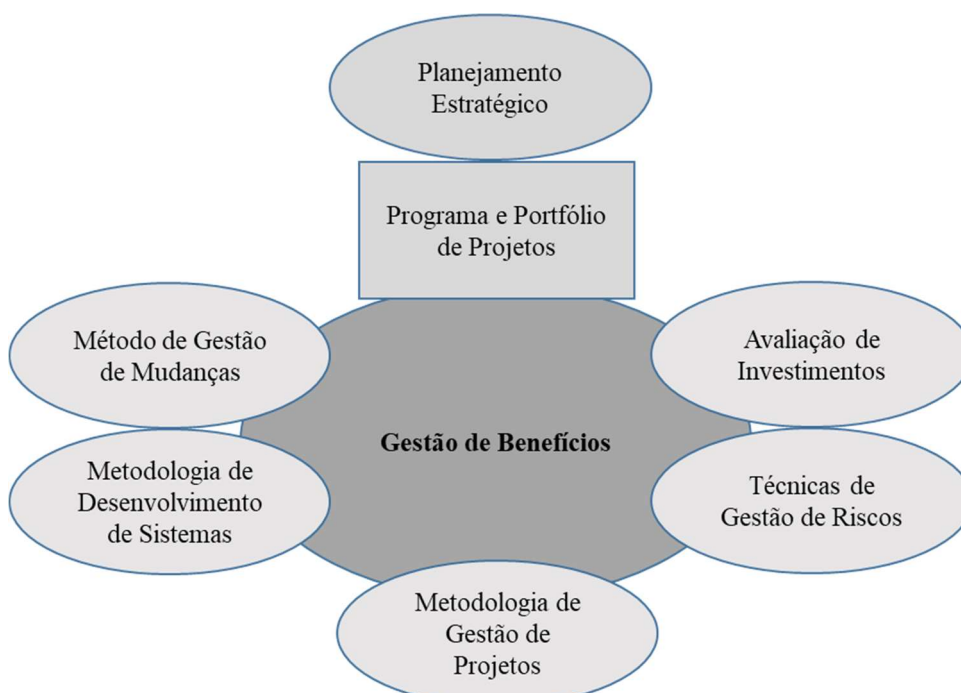 Planejamento
Estratégico
Programa e Portfólio
de Projetos
Método de Gestão
de Mudanças
Avaliação de
Investimentos
Gestão de Benefícios
Metodologia de
Desenvolvimento
de Sistemas
Técnicas de
Gestão de Riscos
Metodologia de
Gestão de
Projetos